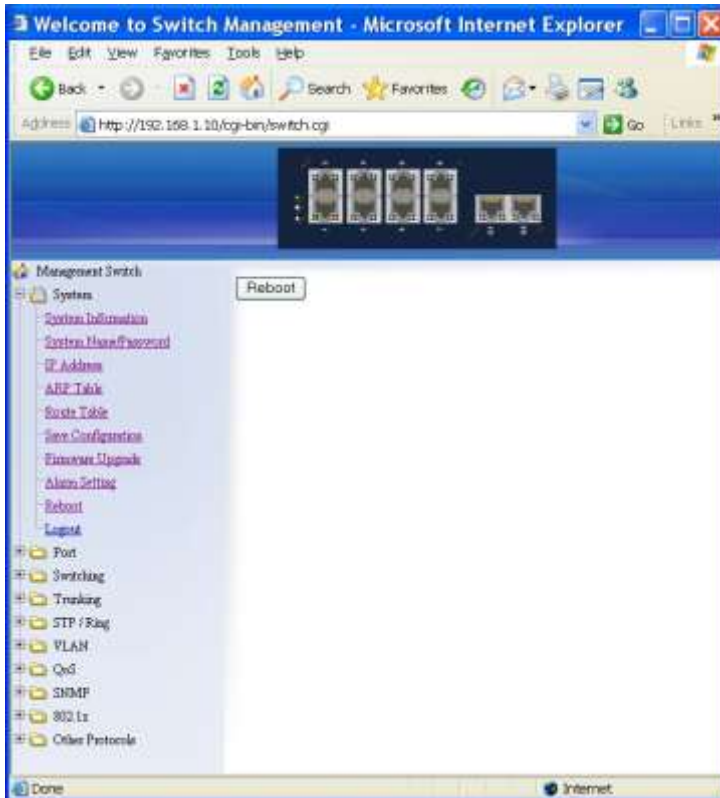 Welcome to Switch Management - Microsoft Internet Explorer
File Edit View Favorites Tools Help
Back Search Favorites
Address http://192.168.1.10/cgi-bin/switch.cgi Go Links »
Management Switch
System
System Information
System Name/Password
IP Address
ARP Table
Route Table
Save Configuration
Firmware Upgrade
Alarm Setting
Reboot
Logout
Port
Switching
Trunking
STP / Ring
VLAN
QoS
SNMP
802.1x
Other Protocols
Reboot
Done Internet